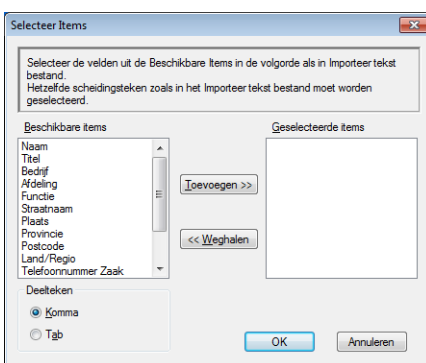 Selecteer Items
Selecteer de velden uit de Beschikbare Items in de volgorde als in Importeer tekst
bestand.
Hetzelfde scheidingsteken zoals in het Importeer tekst bestand moet worden
geselecteerd.
Beschikbare items
Geselecteerde items
Naam
Titel
Bedrijf
Afdeling
Functie
Straatnaam
Plaats
Provincie
Postcode
Land/Regio
Telefoonnummer Zaak
Toevoegen >>
<< Weghalen
Deelteken
Komma
Tab
OK
Annuleren